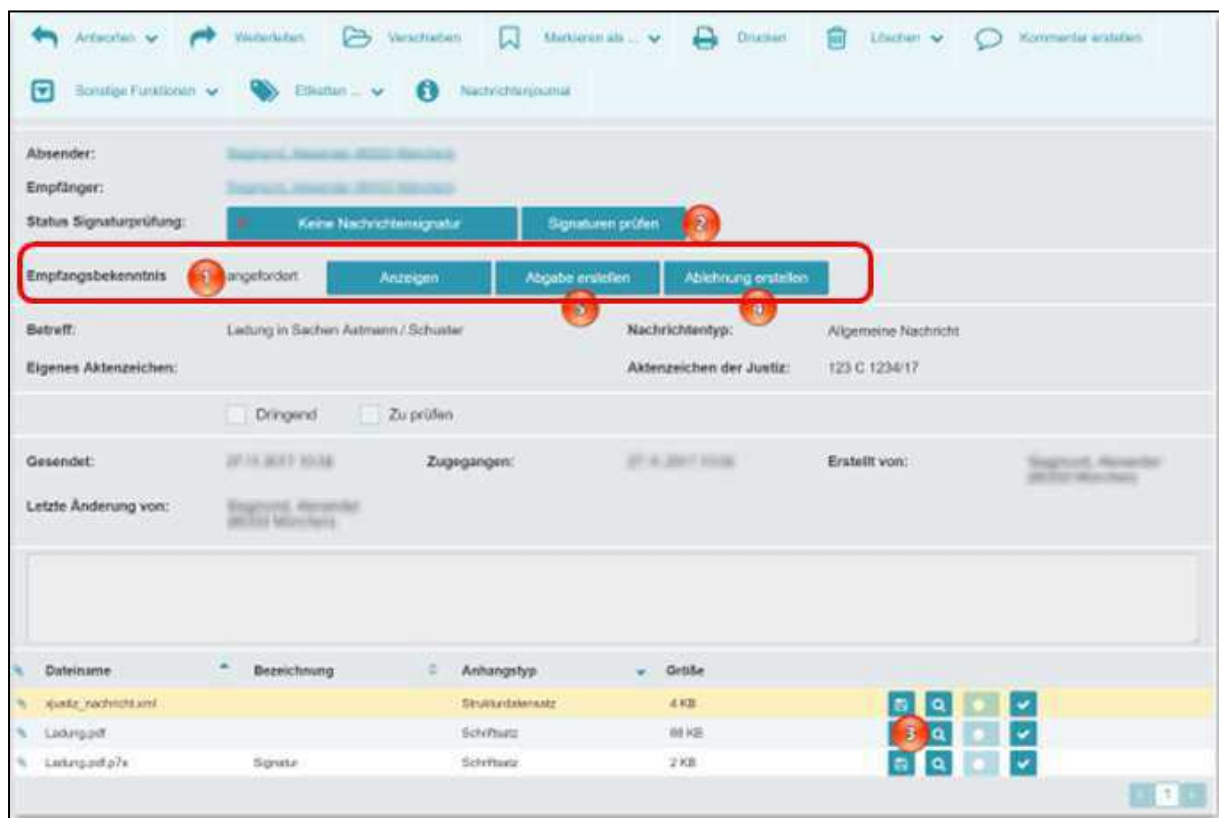 Antworten Weiterleiten Verschieben Markieren als ... Drucken Löschen Kommentar erstellen
Sonstige Funktionen Etiketten ... Nachrichtenjournal
Absender:
Empfänger:
Status Signaturprüfung: Keine Nachrichtensignatur Signaturen prüfen 2
Empfangsbekenntnis 1 angefordert Anzeigen Abgabe erstellen Ablehnung erstellen
5 4
Betreff: Ladung in Sachen Astmann / Schuster Nachrichtentyp: Allgemeine Nachricht
Eigenes Aktenzeichen: Aktenzeichen der Justiz: 123 C 1234/17
Dringend Zu prüfen
Gesendet: Zugegangen: Erstellt von:
Letzte Änderung von:
Dateiname Bezeichnung Anhangstyp Größe
xjustiz_nachricht.xml Strukturdatensatz 4 KB
Ladung.pdf Schriftsatz 88 KB 3
Ladung.pdf.p7s Signatur Schriftsatz 2 KB
1